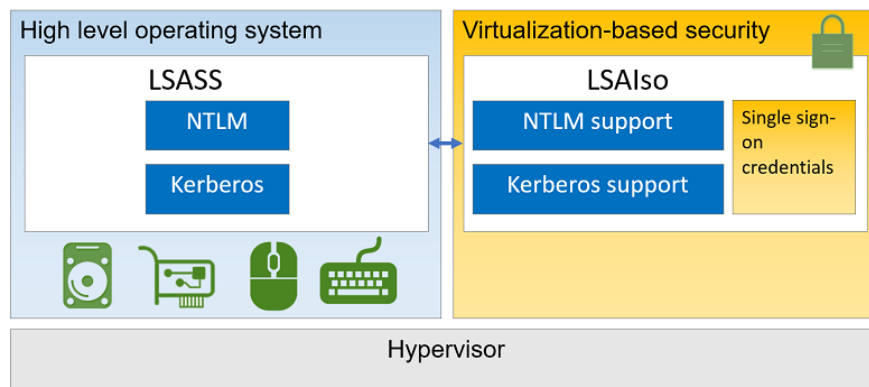 High level operating system
LSASS
NTLM
Kerberos
Virtualization-based security
LSAIso
NTLM support
Kerberos support
Single sign-
on
credentials
Hypervisor